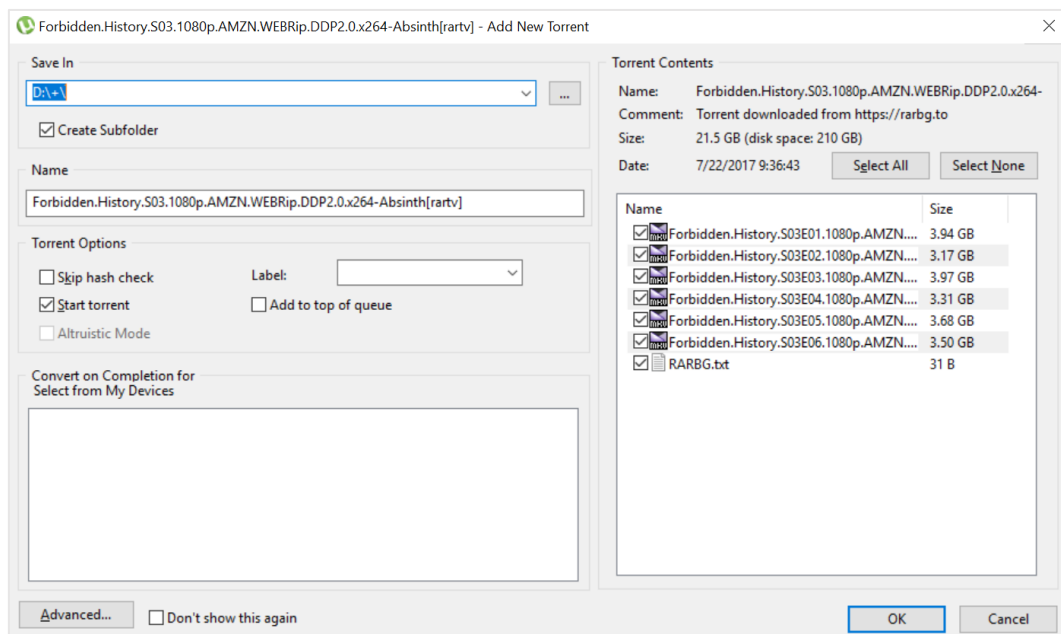 Forbidden.History.S03.1080p.AMZN.WEBRip.DDP2.0.x264-Absinth[rartv] - Add New Torrent
Save In
D:\+\
...
Create Subfolder
Name
Forbidden.History.S03.1080p.AMZN.WEBRip.DDP2.0.x264-Absinth[rartv]
Torrent Options
Skip hash check
Label:
Start torrent
Add to top of queue
Altruistic Mode
Convert on Completion for
Select from My Devices
Advanced...
Don't show this again
Torrent Contents
Name: Forbidden.History.S03.1080p.AMZN.WEBRip.DDP2.0.x264-
Comment: Torrent downloaded from https://rarbg.to
Size: 21.5 GB (disk space: 210 GB)
Date: 7/22/2017 9:36:43
Select All
Select None
Name Size
Forbidden.History.S03E01.1080p.AMZN.... 3.94 GB
Forbidden.History.S03E02.1080p.AMZN.... 3.17 GB
Forbidden.History.S03E03.1080p.AMZN.... 3.97 GB
Forbidden.History.S03E04.1080p.AMZN.... 3.31 GB
Forbidden.History.S03E05.1080p.AMZN.... 3.68 GB
Forbidden.History.S03E06.1080p.AMZN.... 3.50 GB
RARBG.txt 31 B
OK
Cancel